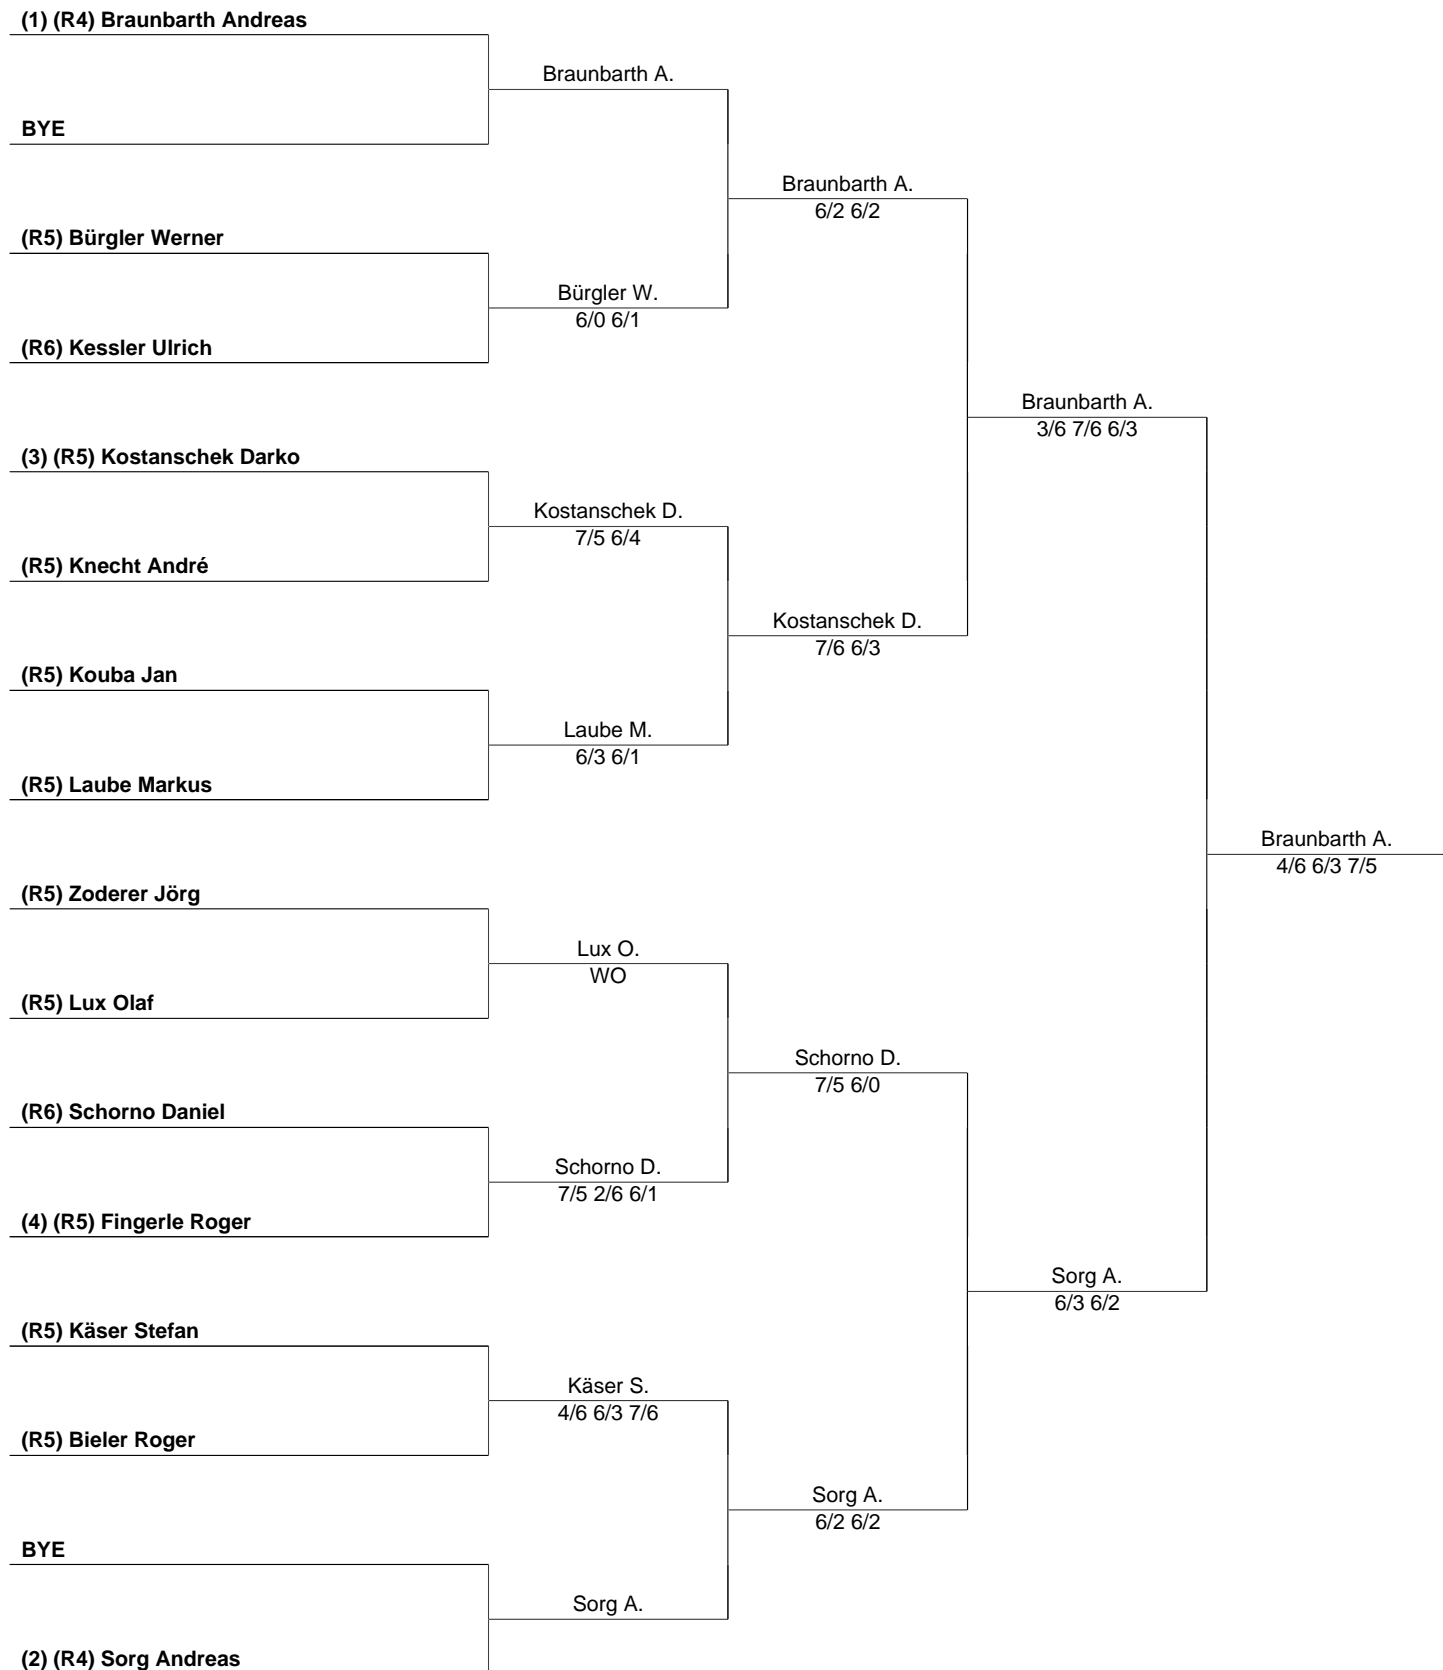 (1) (R4) Braunbarth Andreas
Braunbarth A.
BYE
Braunbarth A.
6/2 6/2
(R5) Bürgler Werner
Bürgler W.
6/0 6/1
(R6) Kessler Ulrich
Braunbarth A.
3/6 7/6 6/3
(3) (R5) Kostanschek Darko
Kostanschek D.
7/5 6/4
(R5) Knecht André
Kostanschek D.
7/6 6/3
(R5) Kouba Jan
Laube M.
6/3 6/1
(R5) Laube Markus
Braunbarth A.
4/6 6/3 7/5
(R5) Zoderer Jörg
Lux O.
WO
(R5) Lux Olaf
Schorno D.
7/5 6/0
(R6) Schorno Daniel
Schorno D.
7/5 2/6 6/1
(4) (R5) Fingerle Roger
Sorg A.
6/3 6/2
(R5) Käser Stefan
Käser S.
4/6 6/3 7/6
(R5) Bieler Roger
Sorg A.
6/2 6/2
BYE
Sorg A.
(2) (R4) Sorg Andreas